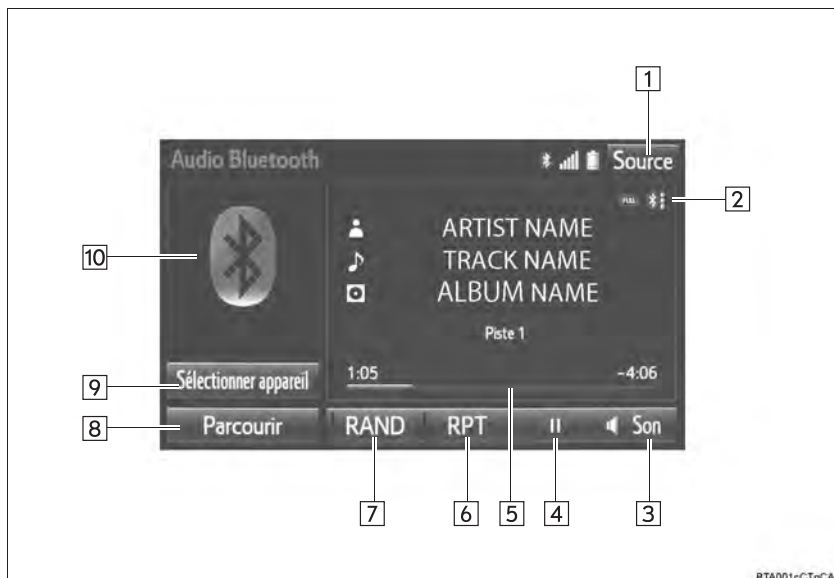 1
Audio Bluetooth
Source
FULL
2
ARTIST NAME
10
TRACK NAME
ALBUM NAME
Piste 1
1:05
-4:06
9
Sélectionner appareil
8
Parcourir
RAND
RPT
Son
7
6
5
4
3